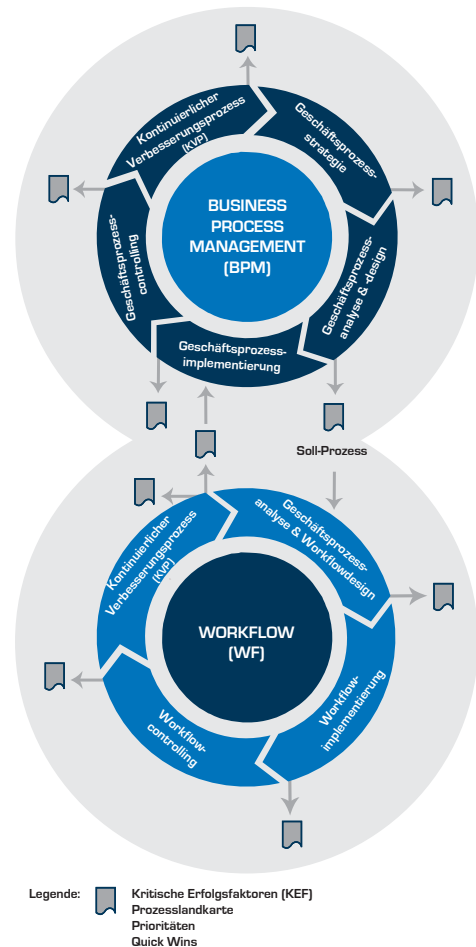 Kontinuierlicher
Verbesserungsprozess
(KVP)
Geschäftsprozess-
strategie
BUSINESS
PROCESS
MANAGEMENT
(BPM)
Geschäftsprozess-
controlling
Geschäftsprozess-
analyse & -design
Geschäftsprozess-
implementierung
Soll-Prozess
Kontinuierlicher
Verbesserungsprozess
(KVP)
Geschäftsprozess-
analyse & Workflowdesign
WORKFLOW
(WF)
Workflow-
controlling
Workflow-
implementierung
Legende:
Kritische Erfolgsfaktoren (KEF)
Prozesslandkarte
Prioritäten
Quick Wins